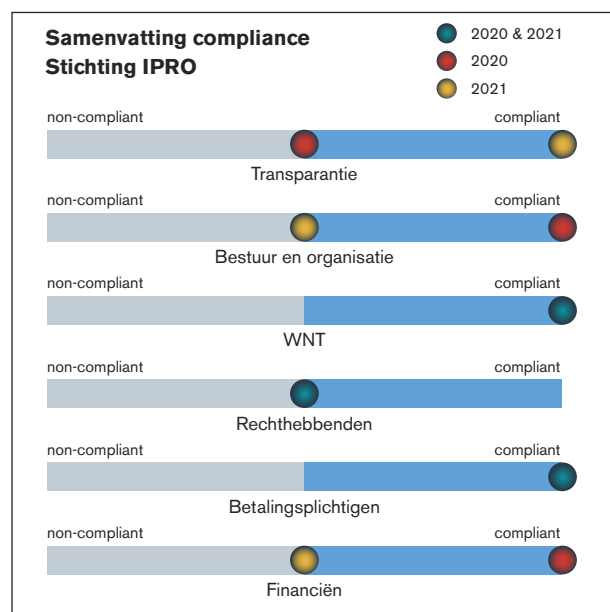 Samenvatting compliance
Stichting IPRO
2020 & 2021
2020
2021
non-compliant compliant
Transparantie
non-compliant compliant
Bestuur en organisatie
non-compliant compliant
WNT
non-compliant compliant
Rechthebbenden
non-compliant compliant
Betalingsplichtigen
non-compliant compliant
Financiën